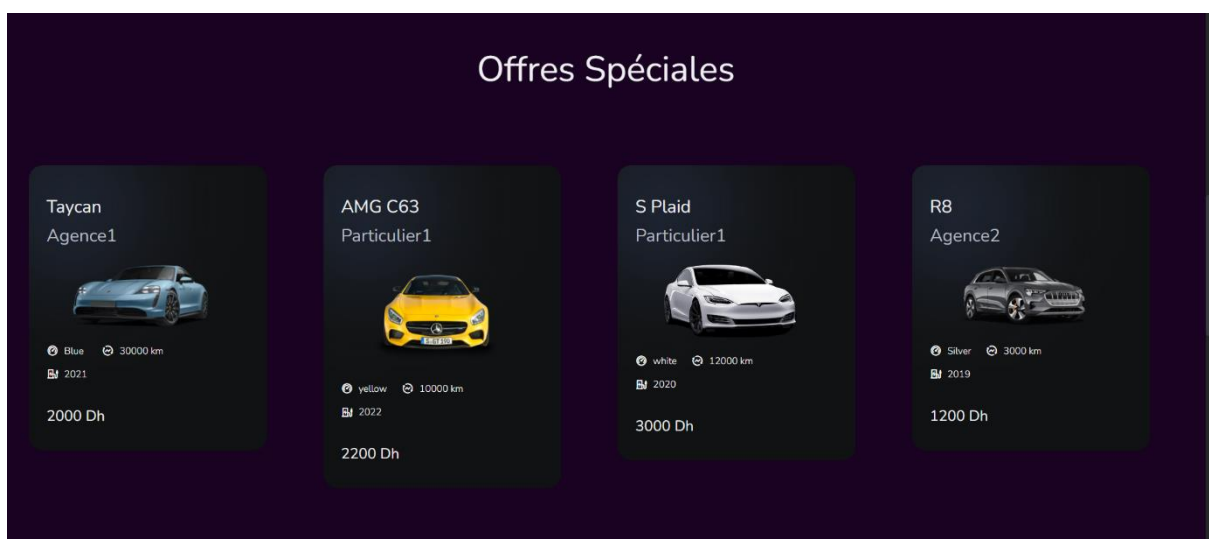 Offres Spéciales
Taycan
Agence1
Blue 30000 km
2021
2000 Dh
AMG C63
Particulier1
yellow 10000 km
2022
2200 Dh
S Plaid
Particulier1
white 12000 km
2020
3000 Dh
R8
Agence2
Silver 3000 km
2019
1200 Dh